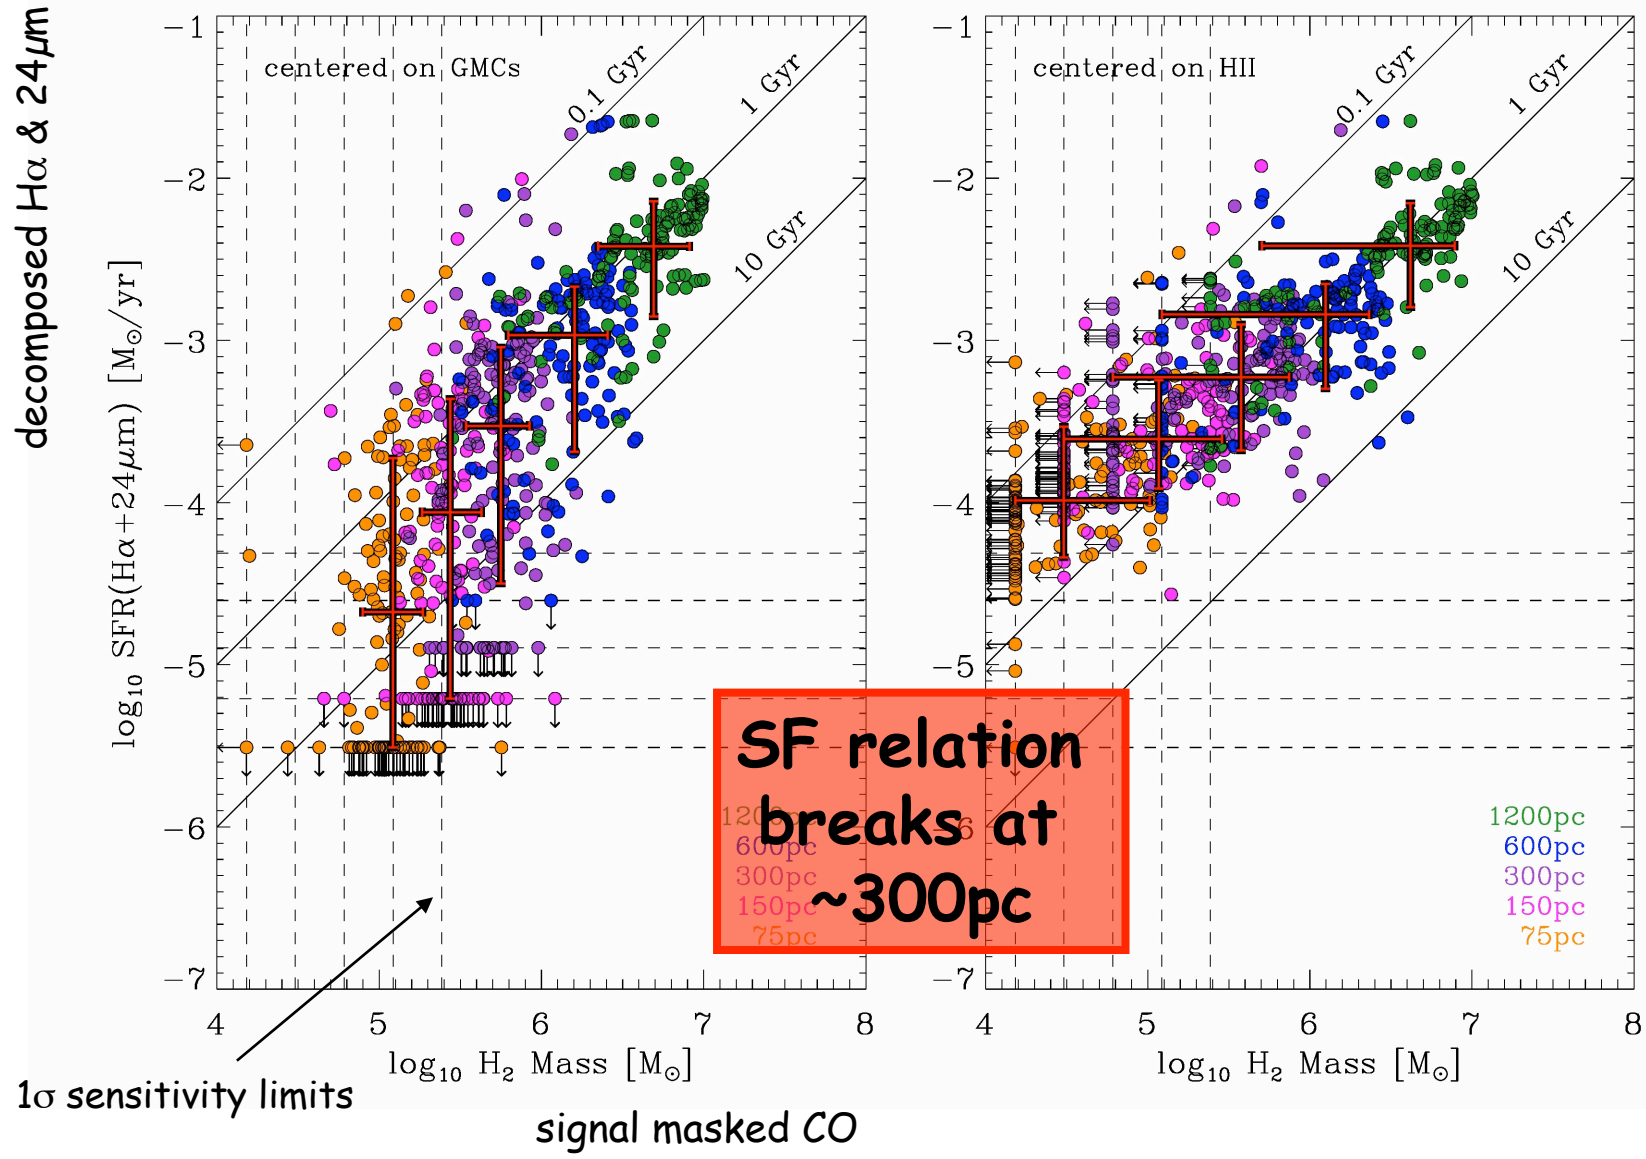 decomposed Hα & 24μm
log₁₀ SFR(Hα+24μm) [M⊙/yr]
centered on GMCs
0.1 Gyr
1 Gyr
10 Gyr
−1
−2
−3
−4
−5
−6
−7
4 5 6 7 8
log₁₀ H₂ Mass [M⊙]
1200pc
600pc
300pc
150pc
75pc
centered on HII
0.1 Gyr
1 Gyr
10 Gyr
−1
−2
−3
−4
−5
−6
−7
4 5 6 7 8
log₁₀ H₂ Mass [M⊙]
1200pc
600pc
300pc
150pc
75pc
SF relation
breaks at
~300pc
1σ sensitivity limits
signal masked CO